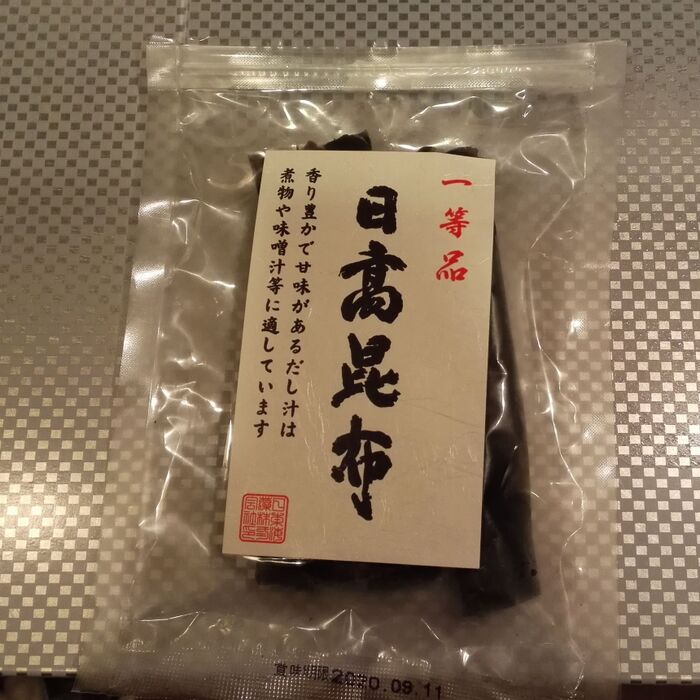 一等品
日高昆布
香り豊かで甘味があるだし汁は
煮物や味噌汁等に適しています
賞味期限2020.09.11